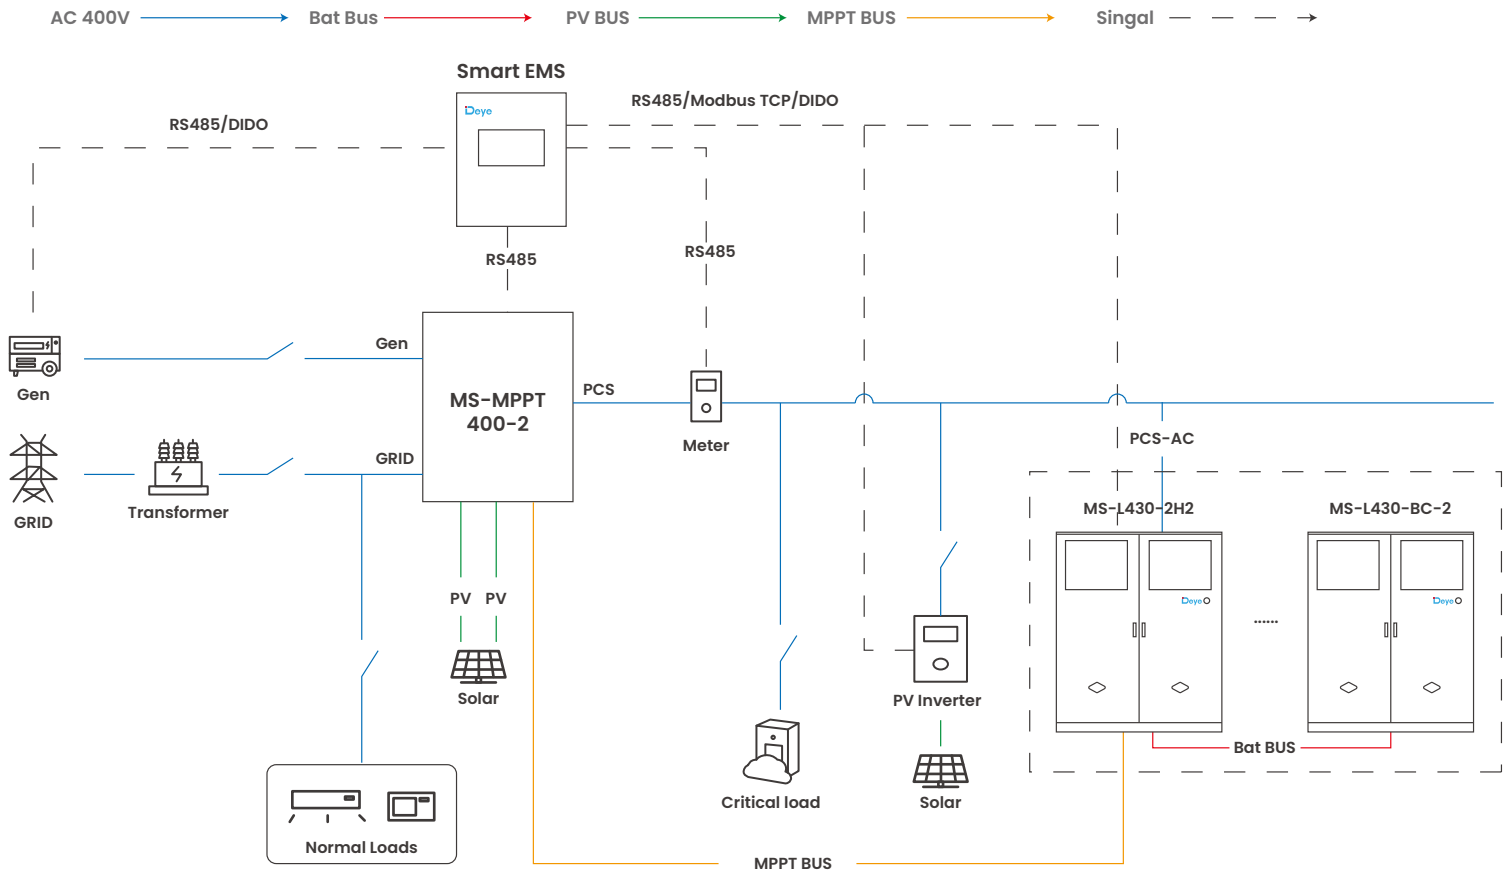 AC 400V
Bat Bus
PV BUS
MPPT BUS
Singal
Smart EMS
Deye
RS485/Modbus TCP/DIDO
RS485/DIDO
RS485
RS485
Gen
Gen
MS-MPPT
400-2
PCS
Meter
PCS-AC
GRID
GRID
Transformer
MS-L430-2H2
MS-L430-BC-2
Deye
Deye
......
PV
PV
Solar
PV Inverter
Bat BUS
Critical load
Solar
Normal Loads
MPPT BUS